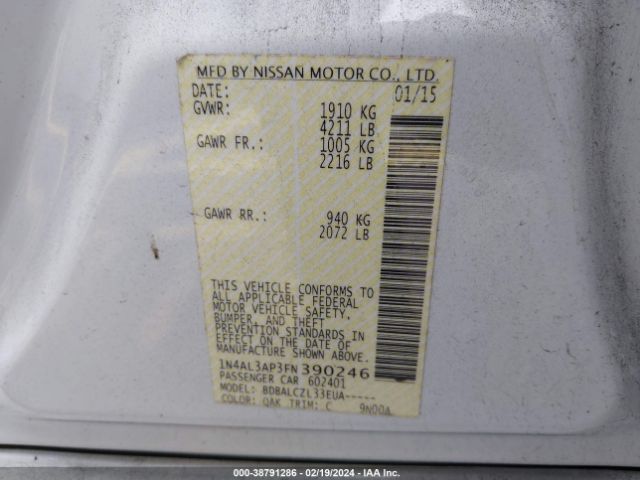 MFD BY NISSAN MOTOR CO., LTD.
DATE: 01/15
GVWR: 1910 KG
4211 LB
GAWR FR.: 1005 KG
2216 LB
GAWR RR.: 940 KG
2072 LB
THIS VEHICLE CONFORMS TO
ALL APPLICABLE FEDERAL
MOTOR VEHICLE SAFETY,
BUMPER, AND THEFT
PREVENTION STANDARDS IN
EFFECT ON THE DATE OF
MANUFACTURE SHOWN ABOVE.
1N4AL3AP3FN390246
PASSENGER CAR 602401
MODEL: BDBALCZL33EUA-----
COLOR: QAK TRIM: C 9N00A
000-38791286 - 02/19/2024 - IAA Inc.